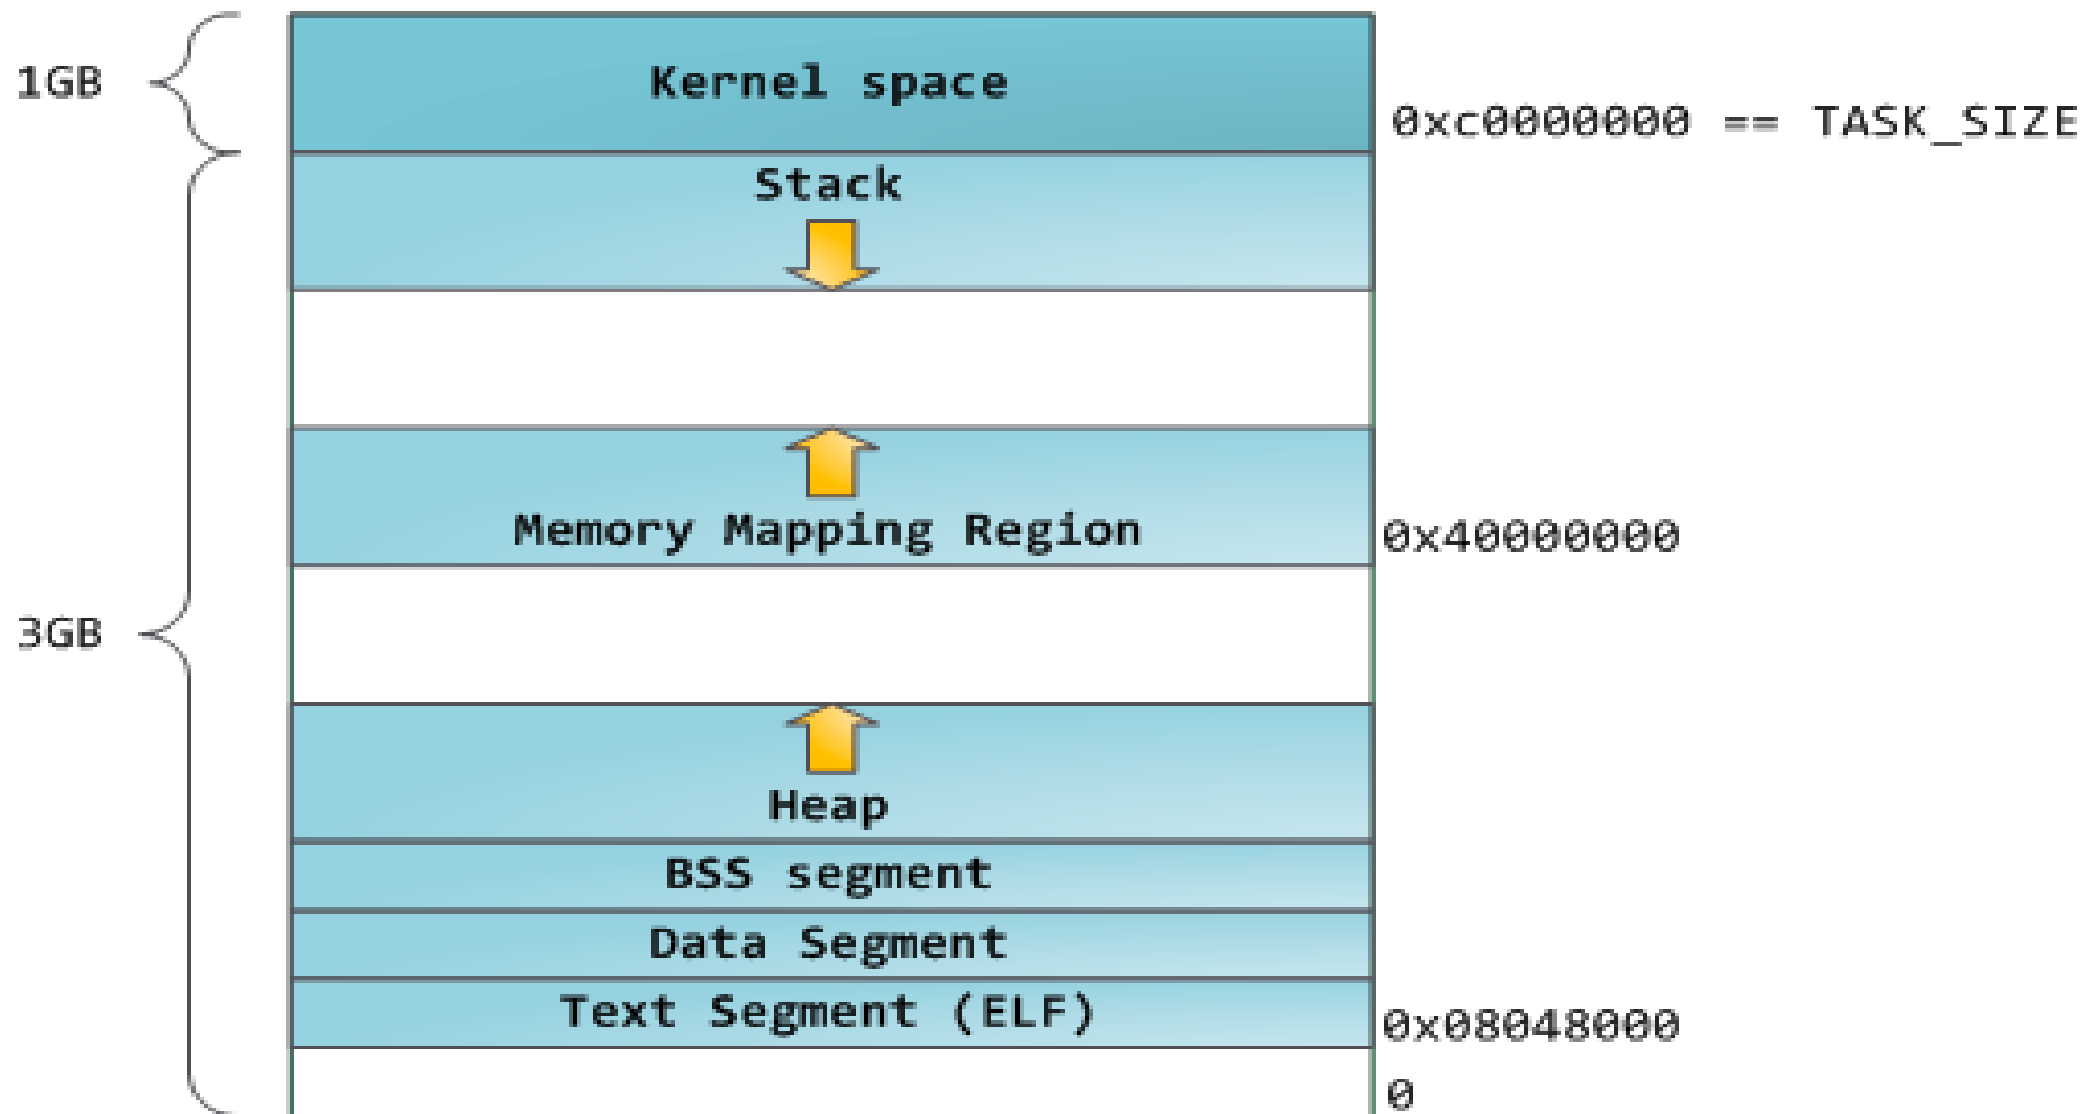 1GB
Kernel space
0xc0000000 == TASK_SIZE
Stack
Memory Mapping Region
0x40000000
3GB
Heap
BSS segment
Data Segment
Text Segment (ELF)
0x08048000
0